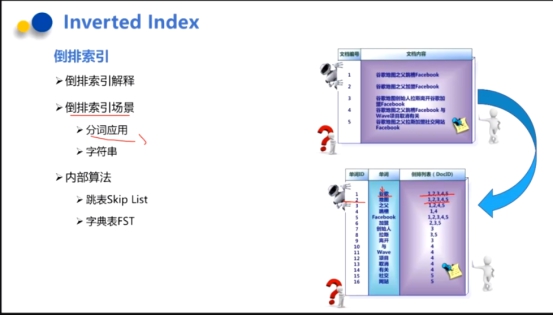 Inverted Index
倒排索引
倒排索引解释
倒排索引场景
分词应用
字符串
内部算法
跳表Skip List
字典表FST
文档编号 文档内容
1 谷歌地图之父跳槽Facebook
2 谷歌地图之父加盟Facebook
3 谷歌地图创始人拉斯离开谷歌加
盟Facebook
4 谷歌地图之父跳槽Facebook 与
Wave项目取消有关
5 谷歌地图之父拉斯加盟社交网站
Facebook
单词ID 单词 倒排列表（DocID）
1 谷歌 1,2,3,4,5
2 地图 1,2,3,4,5
3 之父 1,2,4,5
4 跳槽 1,4
5 Facebook 1,2,3,4,5
6 加盟 2,3,5
7 创始人 3
8 拉斯 3,5
9 离开 3
10 与 4
11 Wave 4
12 项目 4
13 取消 4
14 有关 4
15 社交 5
16 网站 5